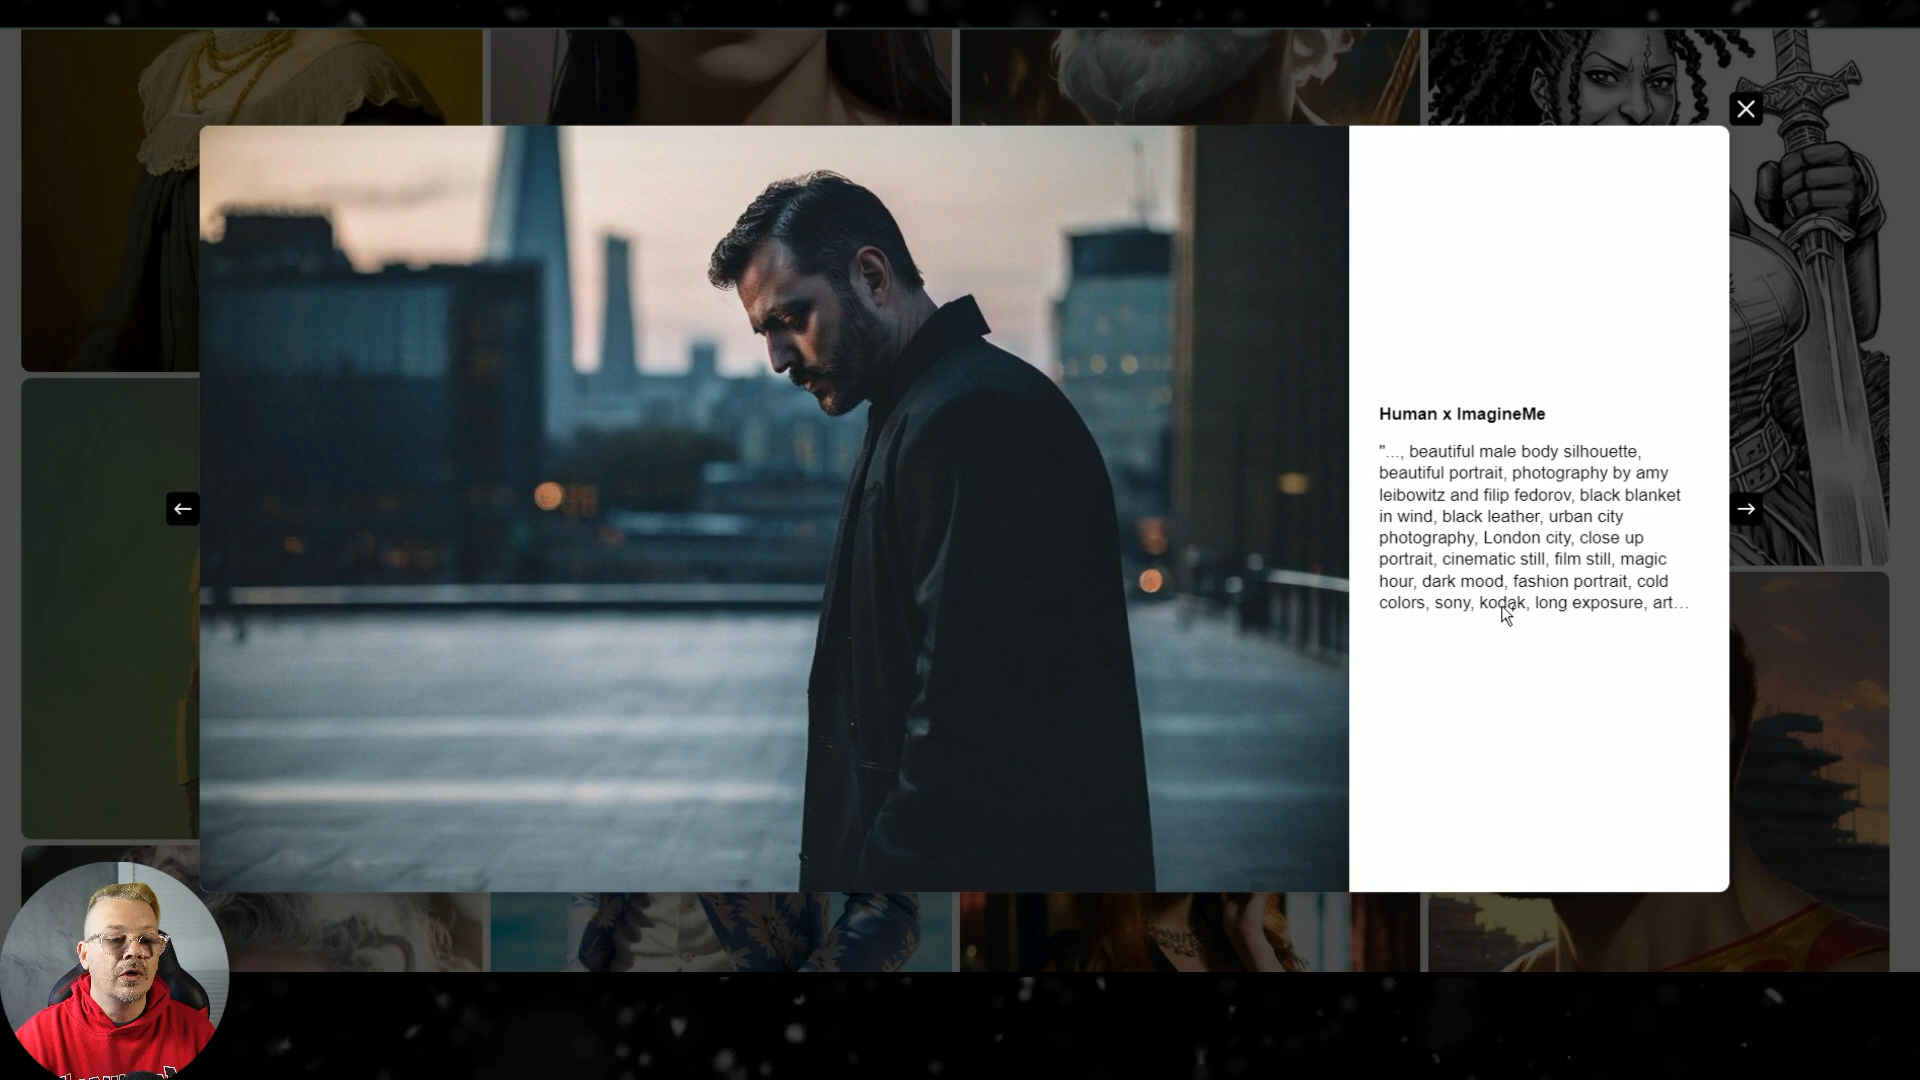 Human x ImagineMe
"..., beautiful male body silhouette,
beautiful portrait, photography by amy
leibowitz and filip fedorov, black blanket
in wind, black leather, urban city
photography, London city, close up
portrait, cinematic still, film still, magic
hour, dark mood, fashion portrait, cold
colors, sony, kodak, long exposure, art...